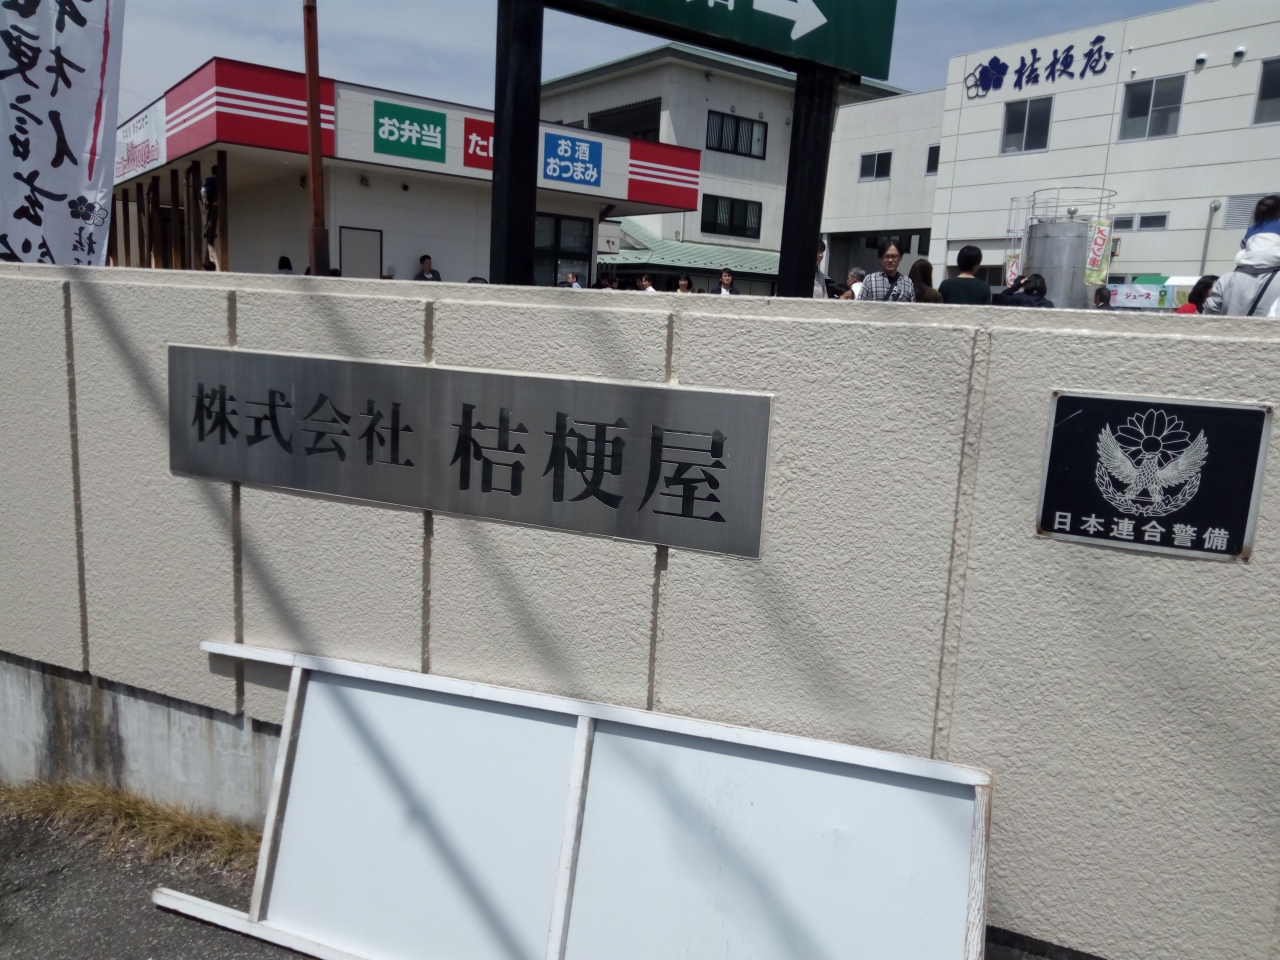 桔梗屋
お弁当
お酒
おつまみ
ジュース
株式会社 桔梗屋
日本連合警備